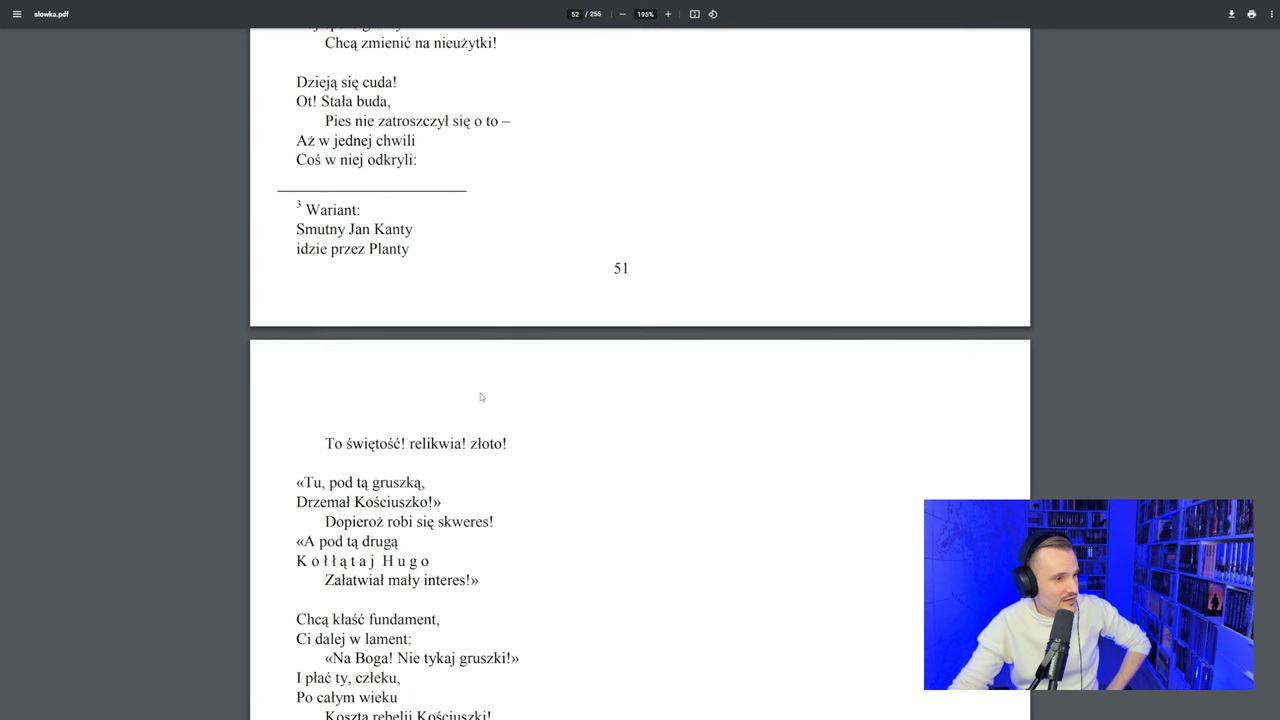 slowka.pdf
52 / 255
195%
Chcą zmienić na nieużytki!
Dzieją się cuda!
Ot! Stała buda,
Pies nie zatroszczył się o to –
Aż w jednej chwili
Coś w niej odkryli:
3 Wariant:
Smutny Jan Kanty
idzie przez Planty
51
To świętość! relikwia! złoto!
«Tu, pod tą gruszką,
Drzemał Kościuszko!»
Dopieroż robi się skweres!
«A pod tą drugą
K o ł ł ą t a j H u g o
Załatwiał mały interes!»
Chcą kłaść fundament,
Ci dalej w lament:
«Na Boga! Nie tykaj gruszki!»
I płać ty, człeku,
Po całym wieku
Koszta rebelii Kościuszki!